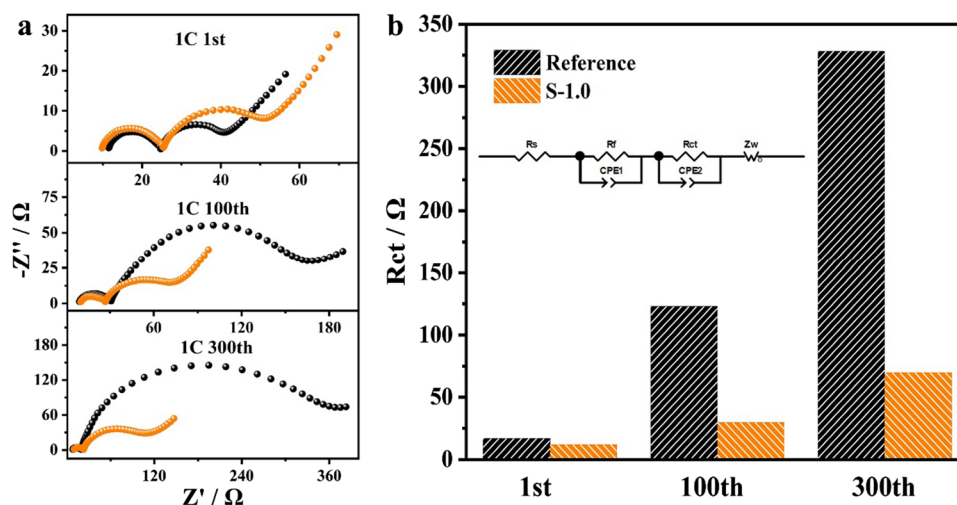 a
1C 1st
30
20
10
0
20
40
60
80
1C 100th
75
50
25
0
60
120
180
1C 300th
180
120
60
0
120
240
360
-Z'' / Ω
Z' / Ω
b
350
300
250
200
150
100
50
0
Rct / Ω
Reference
S-1.0
Rs
Rf
Rct
Zw
CPE1
CPE2
1st
100th
300th